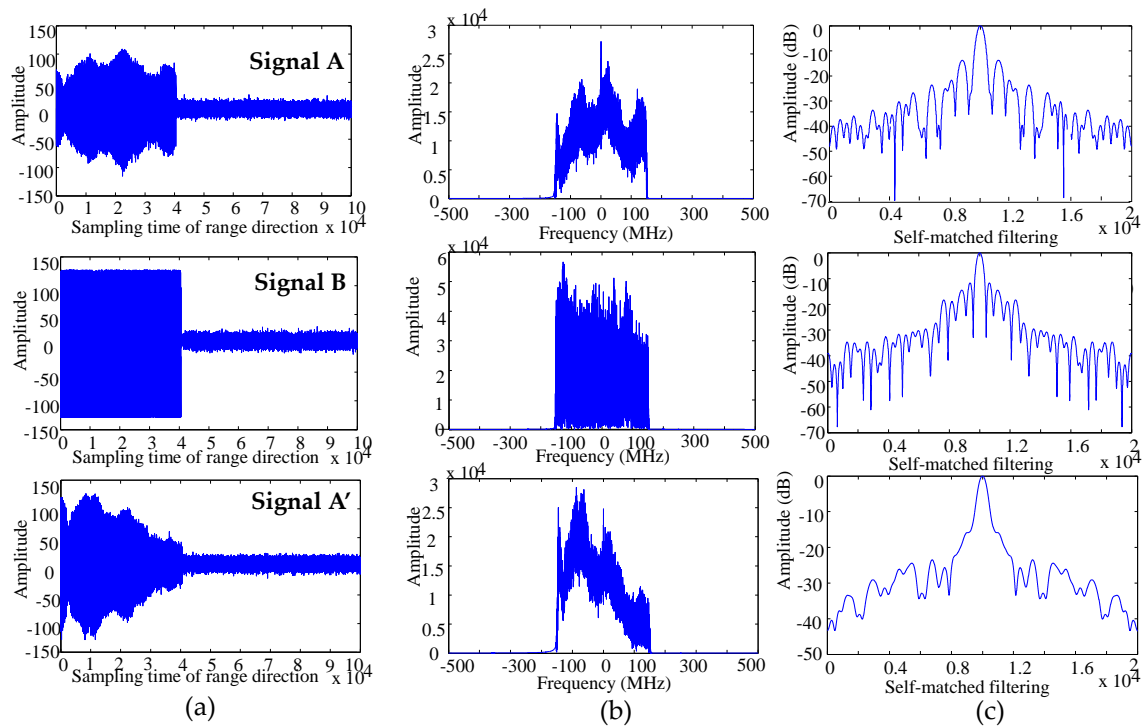 150
100
50
0
-50
-100
-150
Amplitude
Signal A
0 1 2 3 4 5 6 7 8 9 10
Sampling time of range direction x 10^4
x 10^4
3
2.5
2
1.5
1
0.5
0
Amplitude
-500 -300 -100 0 100 300 500
Frequency (MHz)
0
-10
-20
-30
-40
-50
-60
-70
Amplitude (dB)
0 0.4 0.8 1.2 1.6 2
x 10^4
Self-matched filtering
150
100
50
0
-50
-100
-150
Amplitude
Signal B
0 1 2 3 4 5 6 7 8 9 10
Sampling time of range direction x 10^4
x 10^4
6
5
4
3
2
1
0
Amplitude
-500 -300 -100 0 100 300 500
Frequency (MHz)
0
-10
-20
-30
-40
-50
-60
-70
Amplitude (dB)
0 0.4 0.8 1.2 1.6 2
x 10^4
Self-matched filtering
150
100
50
0
-50
-100
-150
Amplitude
Signal A′
0 1 2 3 4 5 6 7 8 9 10
Sampling time of range direction x 10^4
x 10^4
3
2.5
2
1.5
1
0.5
0
Amplitude
-500 -300 -100 0 100 300 500
Frequency (MHz)
0
-10
-20
-30
-40
-50
Amplitude (dB)
0 0.4 0.8 1.2 1.6 2
x 10^4
Self-matched filtering
(a)
(b)
(c)